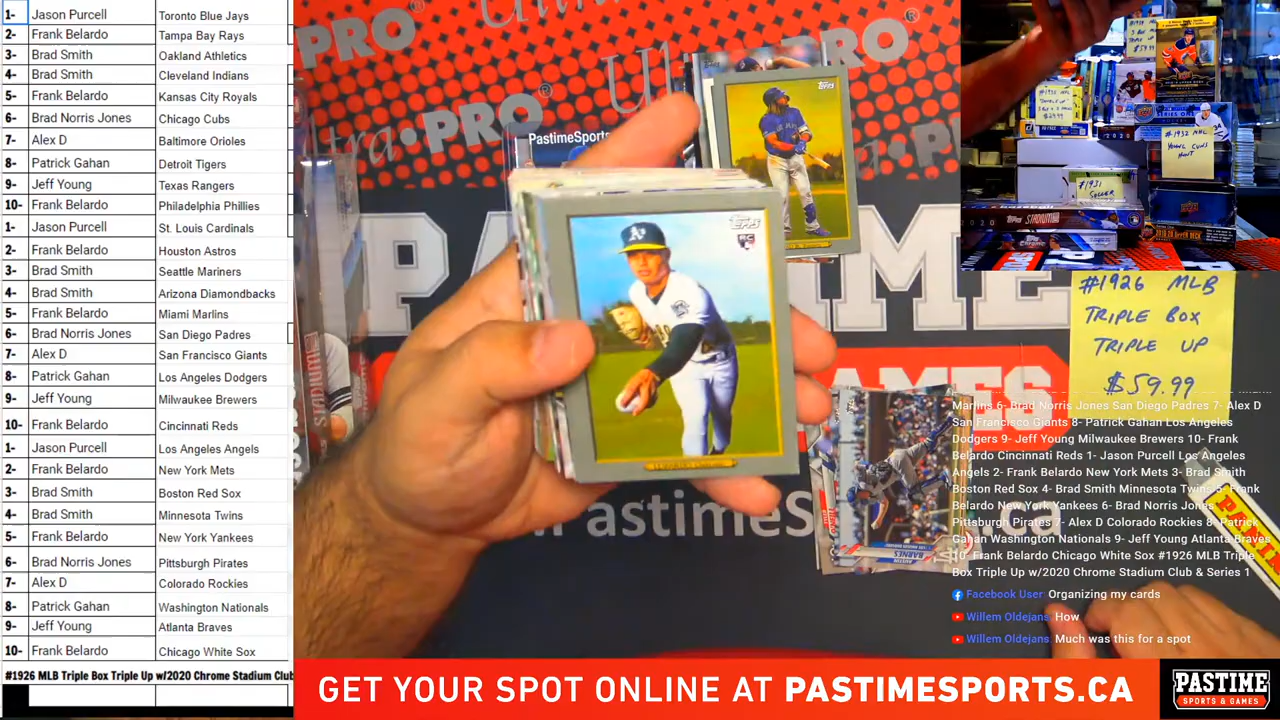 1- Jason Purcell Toronto Blue Jays
2- Frank Belardo Tampa Bay Rays
3- Brad Smith Oakland Athletics
4- Brad Smith Cleveland Indians
5- Frank Belardo Kansas City Royals
6- Brad Norris Jones Chicago Cubs
7- Alex D Baltimore Orioles
8- Patrick Gahan Detroit Tigers
9- Jeff Young Texas Rangers
10- Frank Belardo Philadelphia Phillies
1- Jason Purcell St. Louis Cardinals
2- Frank Belardo Houston Astros
3- Brad Smith Seattle Mariners
4- Brad Smith Arizona Diamondbacks
5- Frank Belardo Miami Marlins
6- Brad Norris Jones San Diego Padres
7- Alex D San Francisco Giants
8- Patrick Gahan Los Angeles Dodgers
9- Jeff Young Milwaukee Brewers
10- Frank Belardo Cincinnati Reds
1- Jason Purcell Los Angeles Angels
2- Frank Belardo New York Mets
3- Brad Smith Boston Red Sox
4- Brad Smith Minnesota Twins
5- Frank Belardo New York Yankees
6- Brad Norris Jones Pittsburgh Pirates
7- Alex D Colorado Rockies
8- Patrick Gahan Washington Nationals
9- Jeff Young Atlanta Braves
10- Frank Belardo Chicago White Sox
#1926 MLB Triple Box Triple Up w/2020 Chrome Stadium Club
PRO
PRO
PastimeSports
Topps
Topps
RC
A's
BARNES
PastimeS
#1932 NHL
YOUNG GUNS
HUNT
#1931
SOCCER
#1926 MLB
TRIPLE BOX
TRIPLE UP
$59.99
Marlins 6- Brad Norris Jones San Diego Padres 7- Alex D
San Francisco Giants 8- Patrick Gahan Los Angeles
Dodgers 9- Jeff Young Milwaukee Brewers 10- Frank
Belardo Cincinnati Reds 1- Jason Purcell Los Angeles
Angels 2- Frank Belardo New York Mets 3- Brad Smith
Boston Red Sox 4- Brad Smith Minnesota Twins 5- Frank
Belardo New York Yankees 6- Brad Norris Jones
Pittsburgh Pirates 7- Alex D Colorado Rockies 8- Patrick
Gahan Washington Nationals 9- Jeff Young Atlanta Braves
10- Frank Belardo Chicago White Sox #1926 MLB Triple
Box Triple Up w/2020 Chrome Stadium Club & Series 1
Facebook User: Organizing my cards
Willem Oldejans: How
Willem Oldejans: Much was this for a spot
GET YOUR SPOT ONLINE AT PASTIMESPORTS.CA
PASTIME
SPORTS & GAMES